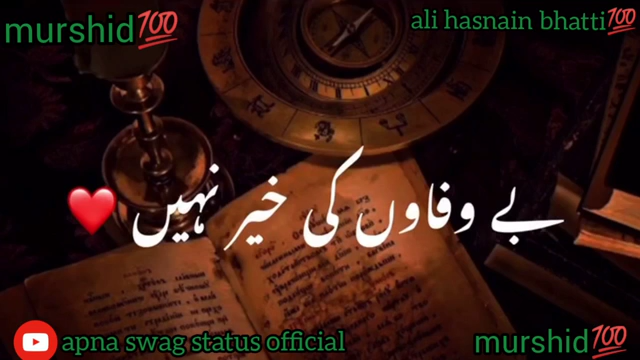 murshid💯
ali hasnain bhatti💯
بے وفاوں کی خیر نہیں ❤️
apna swag status official
murshid💯